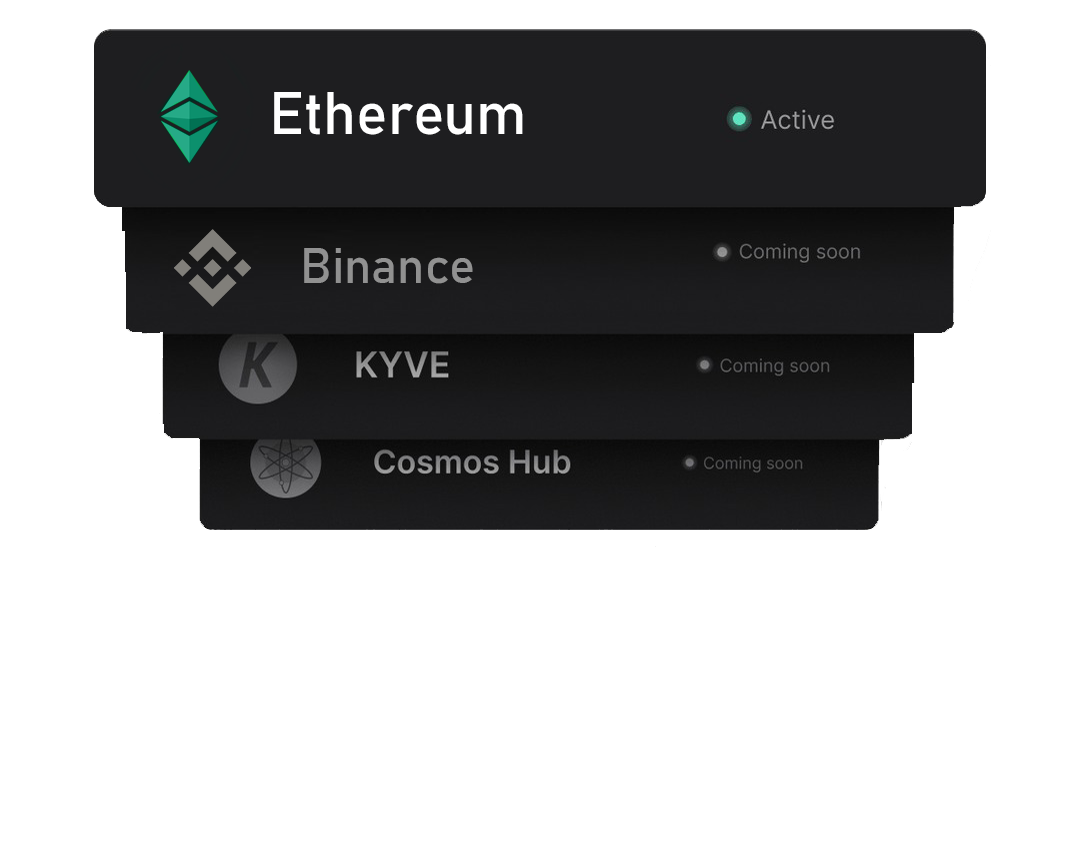 Ethereum
Active
Binance
Coming soon
K
KYVE
Coming soon
Cosmos Hub
Coming soon